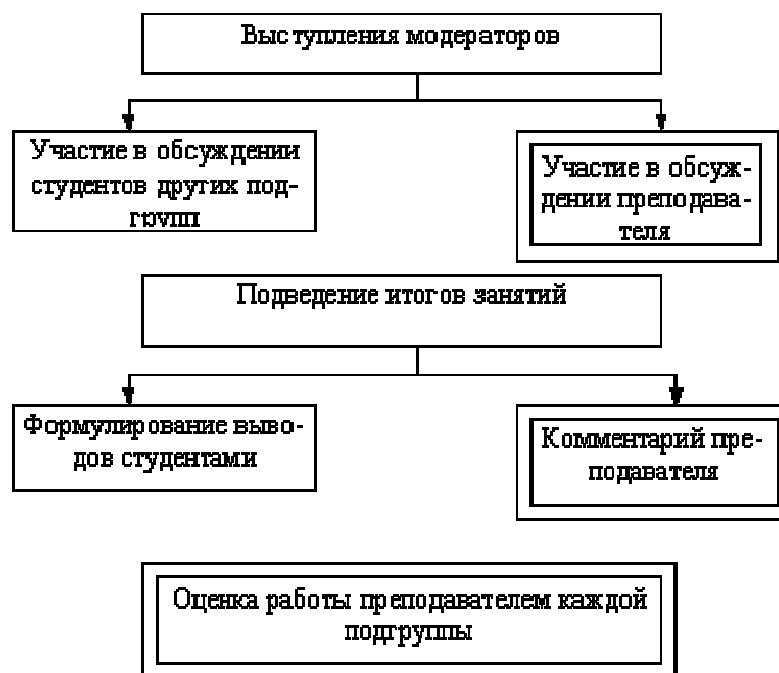 Выступления модераторов
Участие в обсуждении
студентов других под-
групп
Участие в обсуж-
дении преподава-
теля
Подведение итогов занятий
Формулирование выво-
дов студентами
Комментарий пре-
подавателя
Оценка работы преподавателем каждой
подгруппы